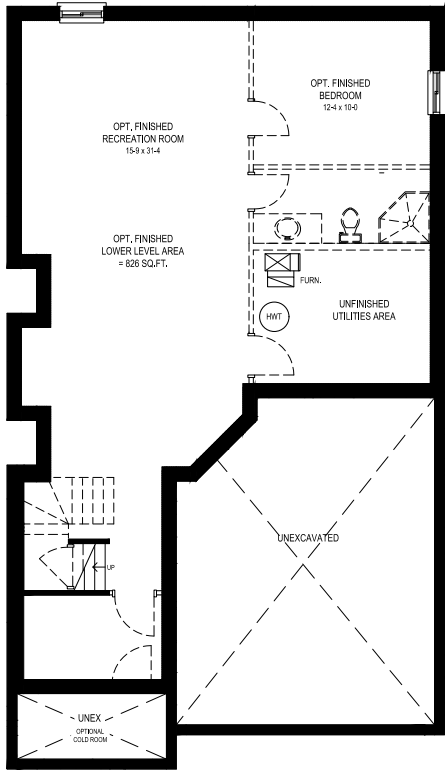 OPT. FINISHED
BEDROOM
12-4 x 10-0
OPT. FINISHED
RECREATION ROOM
15-9 x 31-4
OPT. FINISHED
LOWER LEVEL AREA
= 826 SQ.FT.
FURN.
UNFINISHED
UTILITIES AREA
HWT
UNEXCAVATED
UP
UNEX
OPTIONAL
COLD ROOM